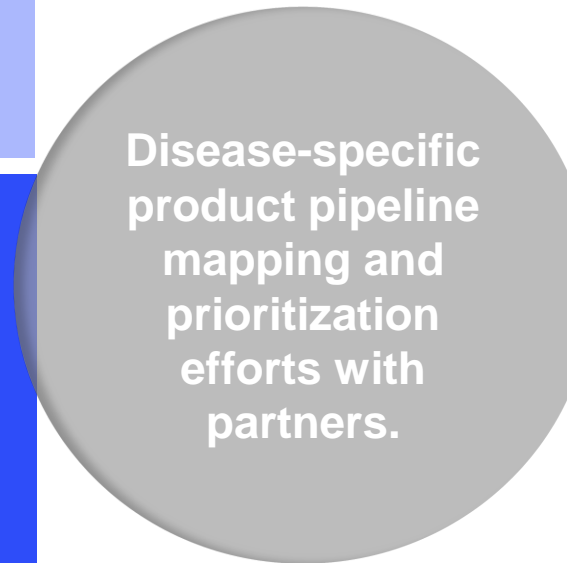 Disease-specific
product pipeline
mapping and
prioritization
efforts with
partners.